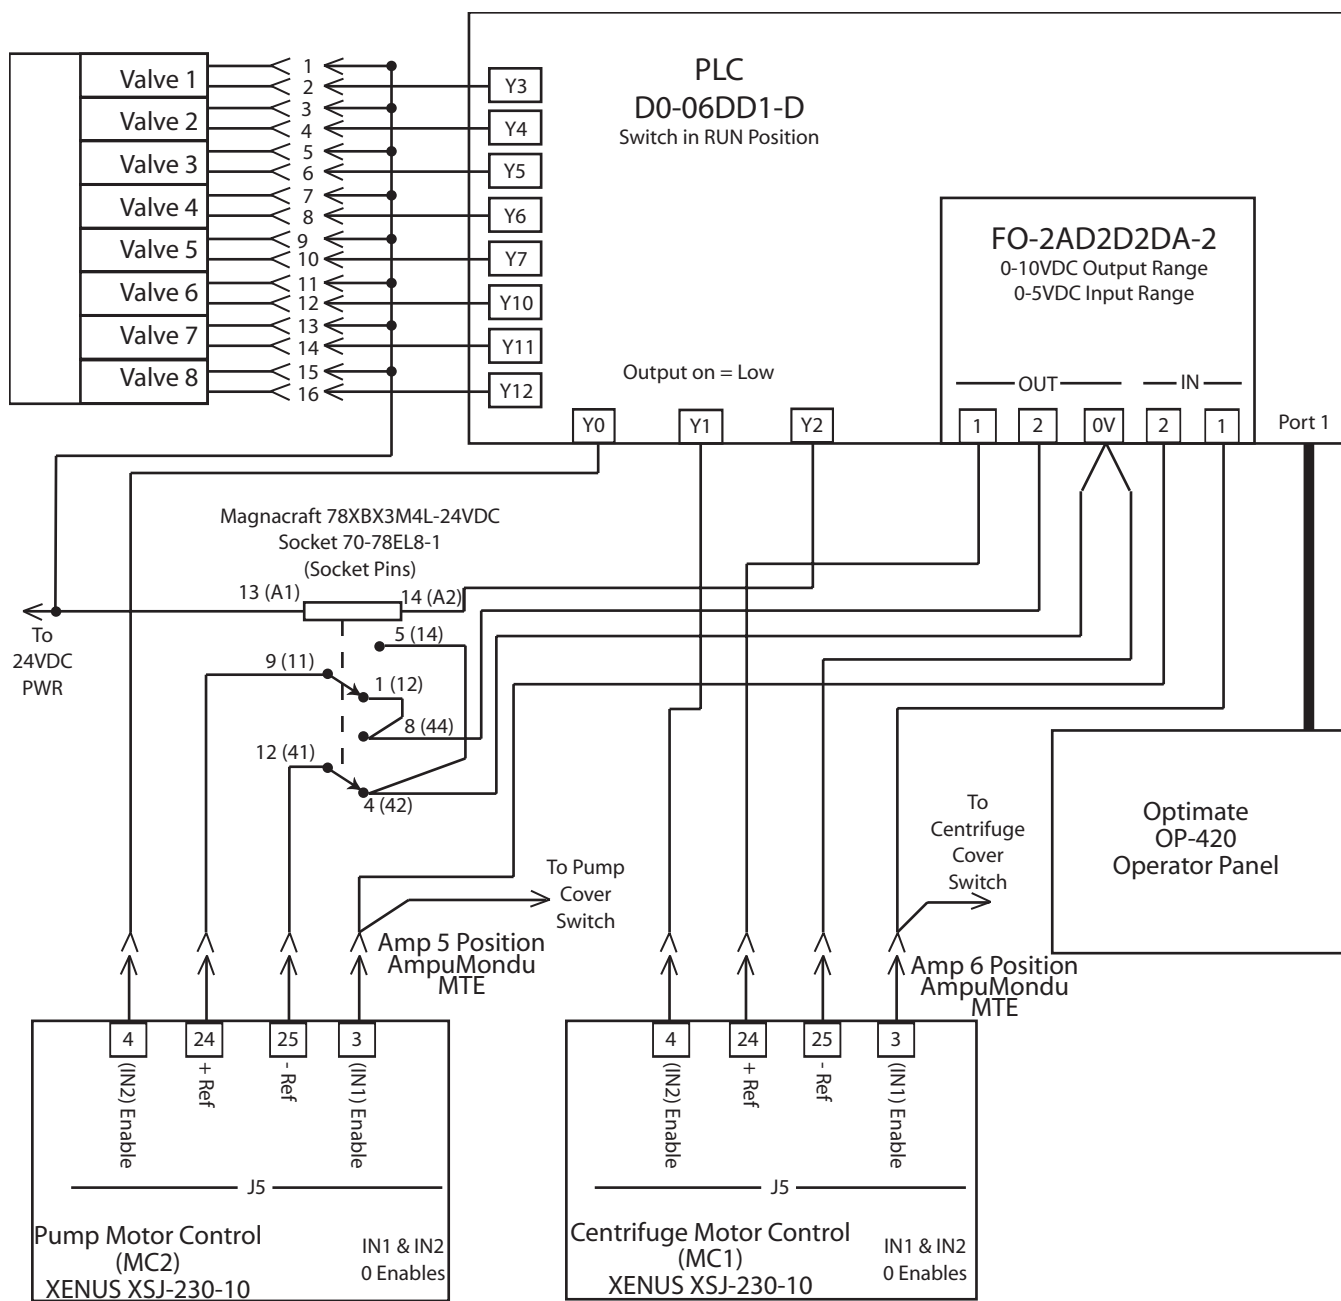 Valve 1
Valve 2
Valve 3
Valve 4
Valve 5
Valve 6
Valve 7
Valve 8
1
2
3
4
5
6
7
8
9
10
11
12
13
14
15
16
Y3
Y4
Y5
Y6
Y7
Y10
Y11
Y12
PLC
D0-06DD1-D
Switch in RUN Position
FO-2AD2D2DA-2
0-10VDC Output Range
0-5VDC Input Range
Output on = Low
OUT
IN
Y0
Y1
Y2
1
2
0V
2
1
Port 1
Magnacraft 78XBX3M4L-24VDC
Socket 70-78EL8-1
(Socket Pins)
13 (A1)
14 (A2)
To
24VDC
PWR
5 (14)
9 (11)
1 (12)
8 (44)
12 (41)
4 (42)
To Pump
Cover
Switch
To
Centrifuge
Cover
Switch
Optimate
OP-420
Operator Panel
Amp 5 Position
AmpuMondu
MTE
Amp 6 Position
AmpuMondu
MTE
4
24
25
3
(IN2) Enable
+ Ref
- Ref
(IN1) Enable
J5
Pump Motor Control
(MC2)
XENUS XSJ-230-10
IN1 & IN2
0 Enables
4
24
25
3
(IN2) Enable
+ Ref
- Ref
(IN1) Enable
J5
Centrifuge Motor Control
(MC1)
XENUS XSJ-230-10
IN1 & IN2
0 Enables